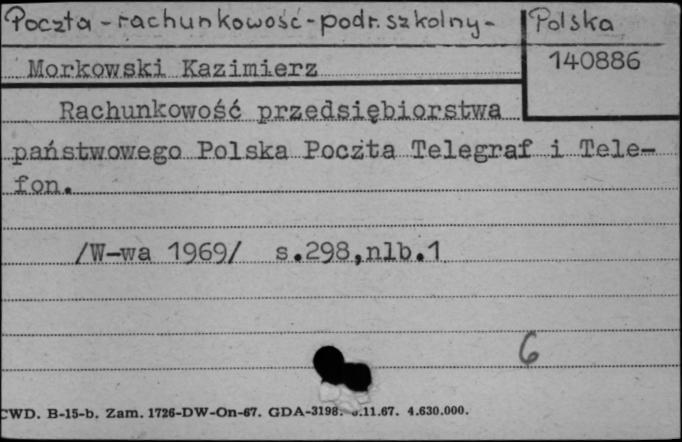 Poczta - rachunkowość - podr. szkolny - Polska
Morkowski Kazimierz 140886
Rachunkowość przedsiębiorstwa
państwowego Polska Poczta Telegraf i Tele-
fon.
/W-wa 1969/ s.298,nlb.1
6
CWD. B-15-b. Zam. 1726-DW-On-67. GDA-3198. .11.67. 4.630.000.